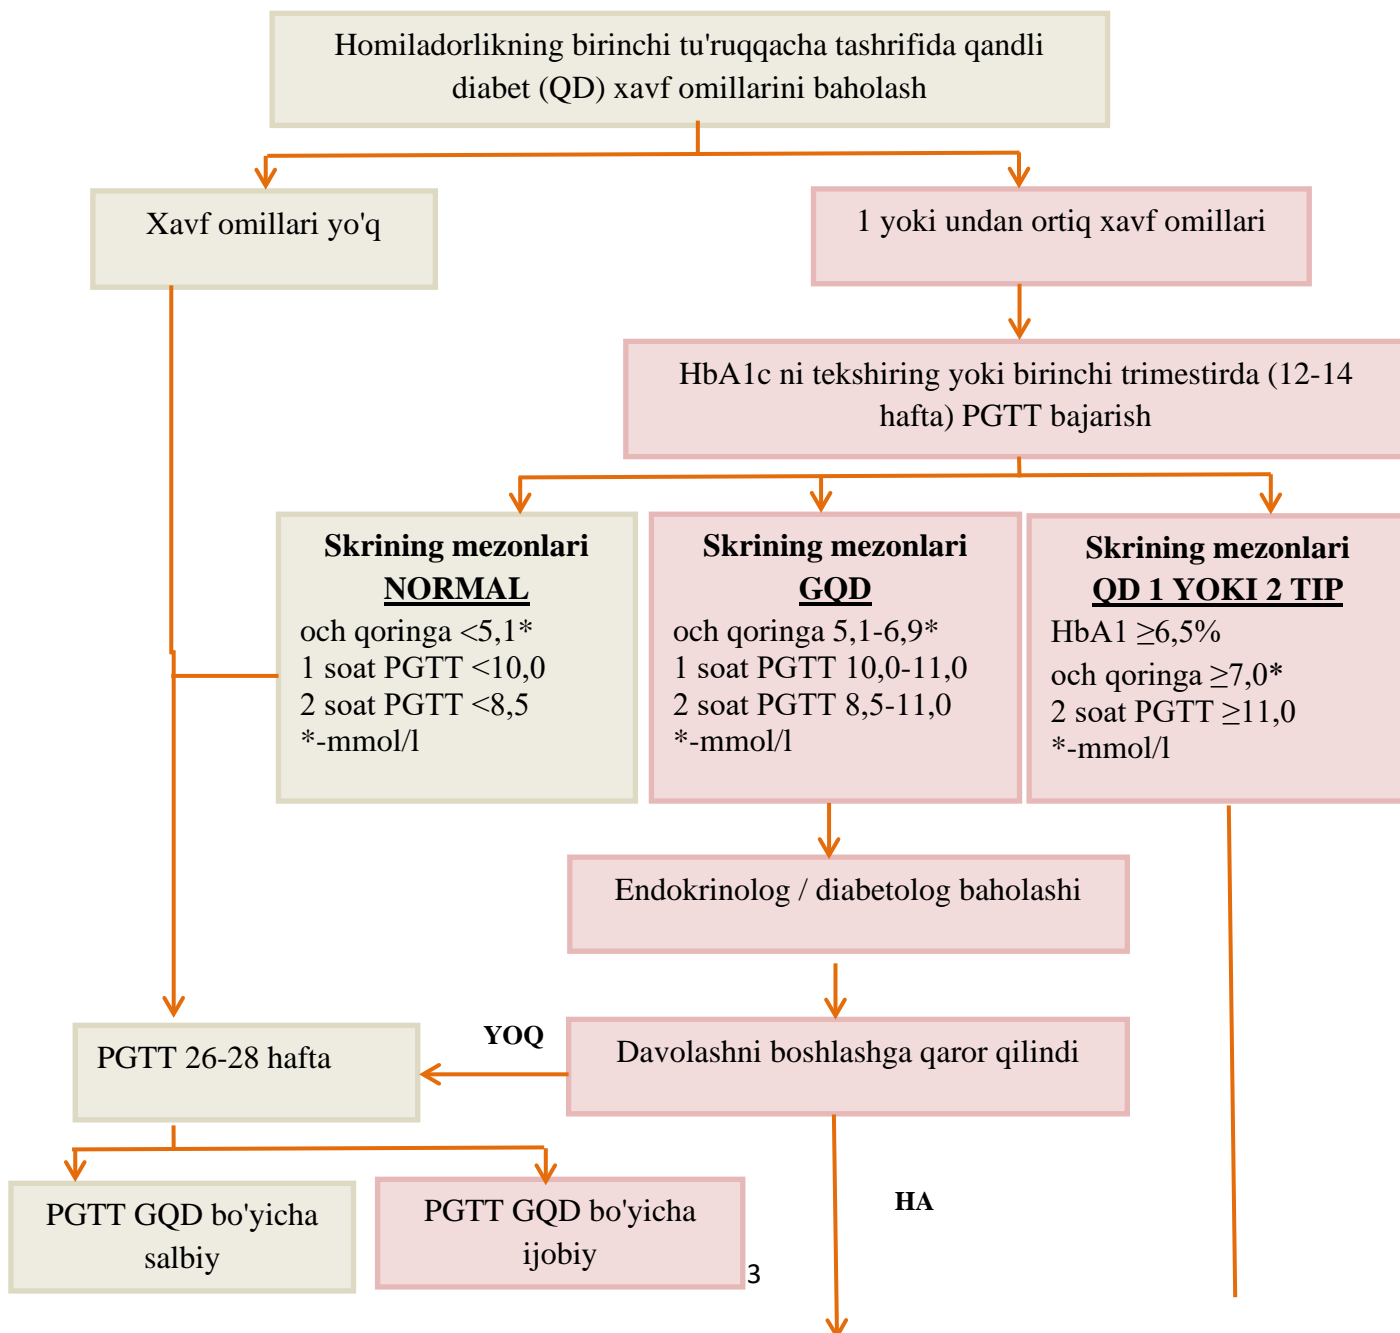 Homiladorlikning birinchi tu'ruqqacha tashrifida qandli
diabet (QD) xavf omillarini baholash
Xavf omillari yo'q
1 yoki undan ortiq xavf omillari
HbA1c ni tekshiring yoki birinchi trimestirda (12-14
hafta) PGTT bajarish
Skrining mezonlari
NORMAL
och qoringa <5,1*
1 soat PGTT <10,0
2 soat PGTT <8,5
*-mmol/l
Skrining mezonlari
GQD
och qoringa 5,1-6,9*
1 soat PGTT 10,0-11,0
2 soat PGTT 8,5-11,0
*-mmol/l
Skrining mezonlari
QD 1 YOKI 2 TIP
HbA1 ≥6,5%
och qoringa ≥7,0*
2 soat PGTT ≥11,0
*-mmol/l
Endokrinolog / diabetolog baholashi
PGTT 26-28 hafta
YOQ
Davolashni boshlashga qaror qilindi
PGTT GQD bo'yicha
salbiy
PGTT GQD bo'yicha
ijobiy
HA
3